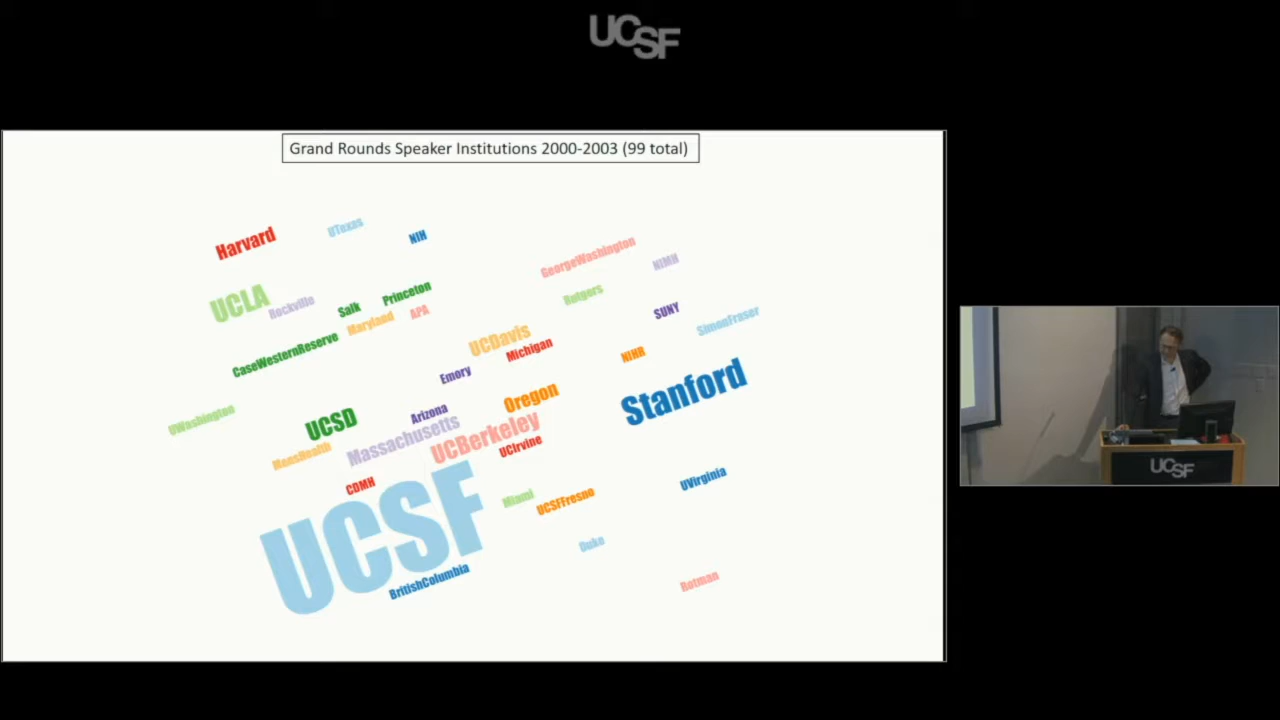 UCSF
Grand Rounds Speaker Institutions 2000-2003 (99 total)
Harvard
UTexas
NIH
GeorgeWashington
NIMH
UCLA
Rockville
Salk
Princeton
Maryland
APA
Rutgers
SUNY
SimonFraser
CaseWesternReserve
UCDavis
Michigan
NIHR
Emory
Stanford
UWashington
UCSD
Arizona
Oregon
MensHealth
Massachusetts
UCBerkeley
UCIrvine
CDMH
UCSF
Miami
UCSFFresno
UVirginia
BritishColumbia
Duke
Rotman
UCSF